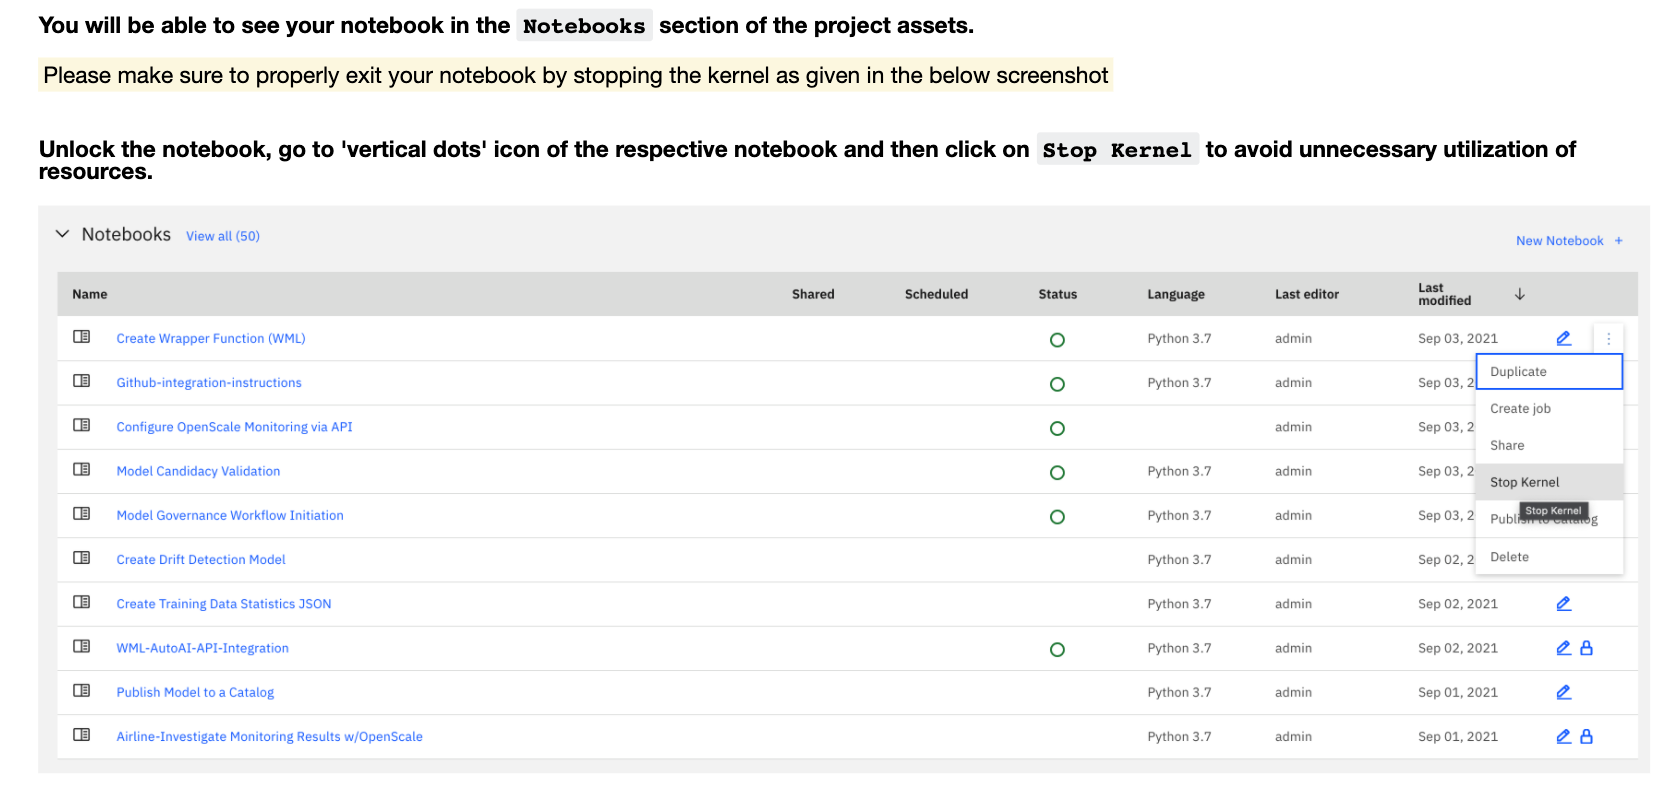 You will be able to see your notebook in the Notebooks section of the project assets.
Please make sure to properly exit your notebook by stopping the kernel as given in the below screenshot
Unlock the notebook, go to 'vertical dots' icon of the respective notebook and then click on Stop Kernel to avoid unnecessary utilization of
resources.
Notebooks View all (50) New Notebook +
Name Shared Scheduled Status Language Last editor Last modified
Create Wrapper Function (WML) Python 3.7 admin Sep 03, 2021
Duplicate
Github-integration-instructions Python 3.7 admin Sep 03, 2
Create job
Configure OpenScale Monitoring via API admin Sep 03, 2
Share
Model Candidacy Validation Python 3.7 admin Sep 03, 2
Stop Kernel
Stop Kernel
Model Governance Workflow Initiation Python 3.7 admin Sep 03, 2
Publish to Catalog
Create Drift Detection Model Python 3.7 admin Sep 02, 2
Delete
Create Training Data Statistics JSON Python 3.7 admin Sep 02, 2021
WML-AutoAI-API-Integration Python 3.7 admin Sep 02, 2021
Publish Model to a Catalog Python 3.7 admin Sep 01, 2021
Airline-Investigate Monitoring Results w/OpenScale Python 3.7 admin Sep 01, 2021